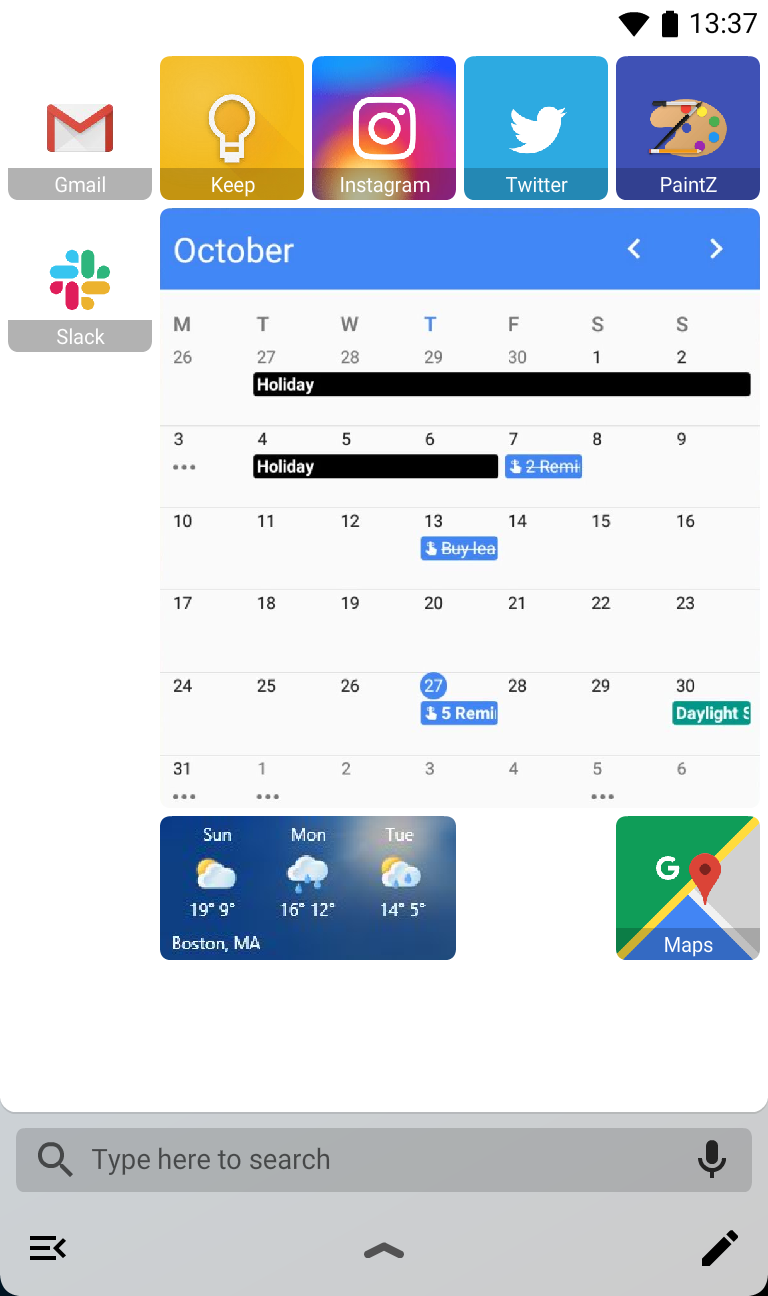 13:37
Gmail
Keep
Instagram
Twitter
PaintZ
Slack
October
M T W T F S S
26 27 28 29 30 1 2
Holiday
3 4 5 6 7 8 9
Holiday 2 Remi
10 11 12 13 14 15 16
Buy lea
17 18 19 20 21 22 23
24 25 26 27 28 29 30
5 Remi Daylight S
31 1 2 3 4 5 6
Sun Mon Tue
19° 9° 16° 12° 14° 5°
Boston, MA
G
Maps
Type here to search